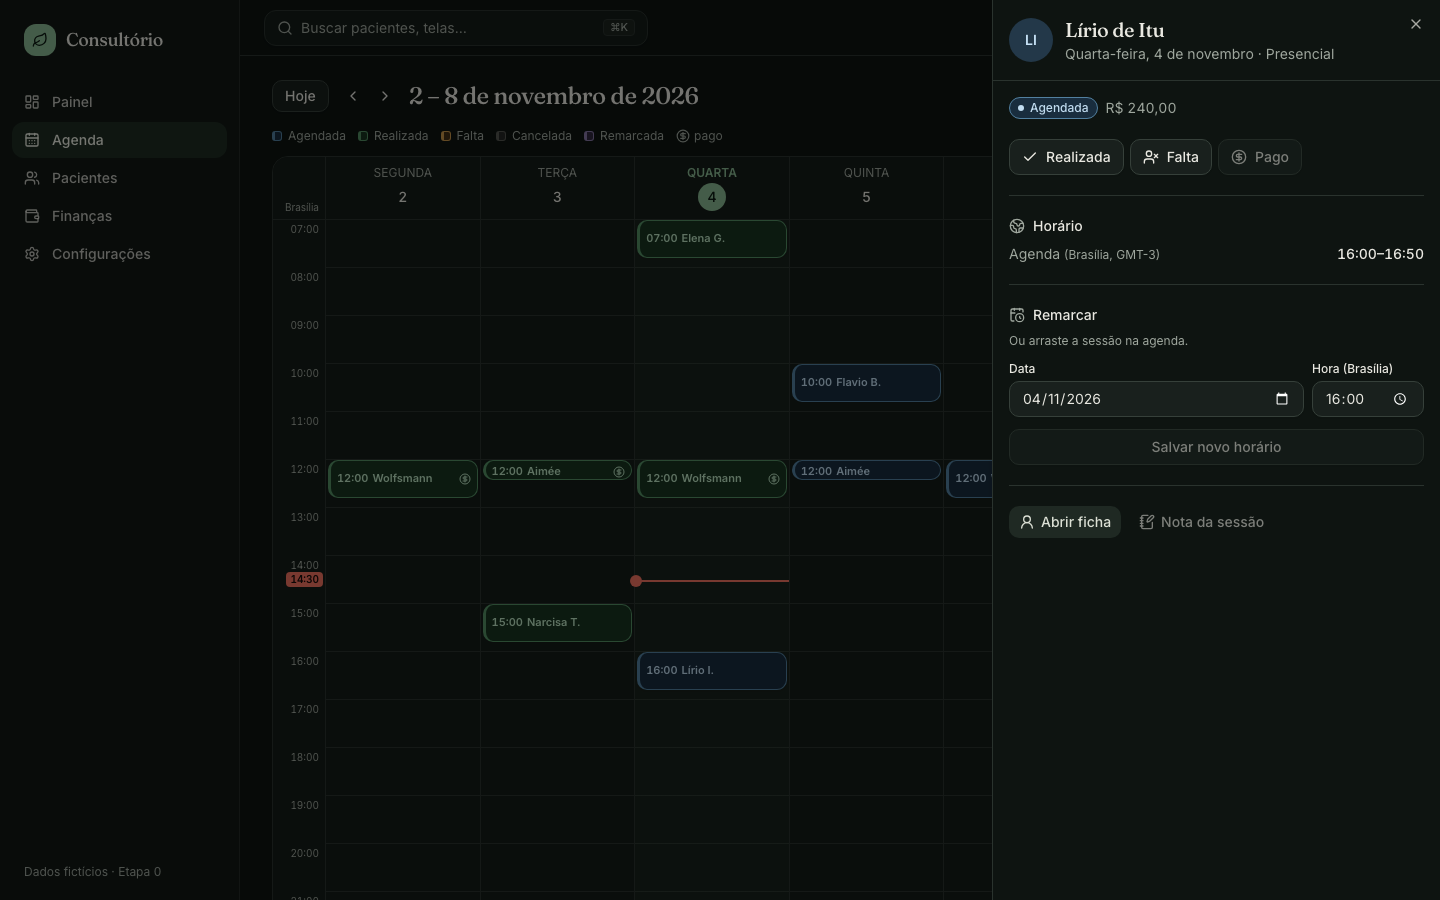 Consultório
Painel
Agenda
Pacientes
Finanças
Configurações
Dados fictícios · Etapa 0
Buscar pacientes, telas...
⌘K
Hoje
2 – 8 de novembro de 2026
Agendada Realizada Falta Cancelada Remarcada pago
SEGUNDA TERÇA QUARTA QUINTA
Brasília 2 3 4 5
07:00
07:00 Elena G.
08:00
09:00
10:00
10:00 Flavio B.
11:00
12:00
12:00 Wolfsmann
12:00 Aimée
12:00 Wolfsmann
12:00 Aimée
12:00
13:00
14:00
14:30
15:00
15:00 Narcisa T.
16:00
16:00 Lírio I.
17:00
18:00
19:00
20:00
LI
Lírio de Itu
Quarta-feira, 4 de novembro · Presencial
Agendada R$ 240,00
Realizada Falta Pago
Horário
Agenda (Brasília, GMT-3) 16:00–16:50
Remarcar
Ou arraste a sessão na agenda.
Data Hora (Brasília)
04/11/2026 16:00
Salvar novo horário
Abrir ficha Nota da sessão